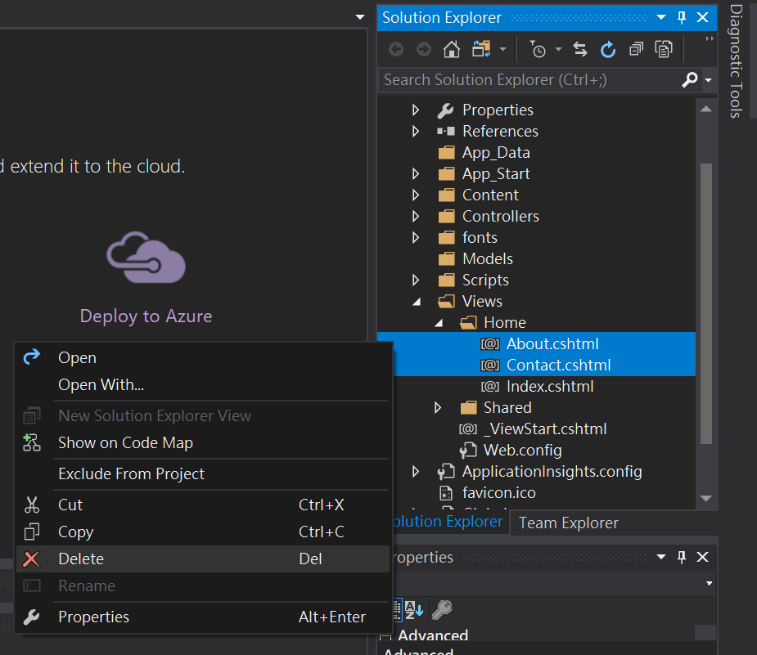 Solution Explorer
Search Solution Explorer (Ctrl+;)
Properties
References
App_Data
App_Start
Content
Controllers
fonts
Models
Scripts
Views
Home
[@] About.cshtml
[@] Contact.cshtml
[@] Index.cshtml
Shared
[@] _ViewStart.cshtml
Web.config
ApplicationInsights.config
favicon.ico
Solution Explorer
Team Explorer
Properties
Advanced
Advanced
Diagnostic Tools
extend it to the cloud.
Deploy to Azure
Open
Open With...
New Solution Explorer View
Show on Code Map
Exclude From Project
Cut Ctrl+X
Copy Ctrl+C
Delete Del
Rename
Properties Alt+Enter